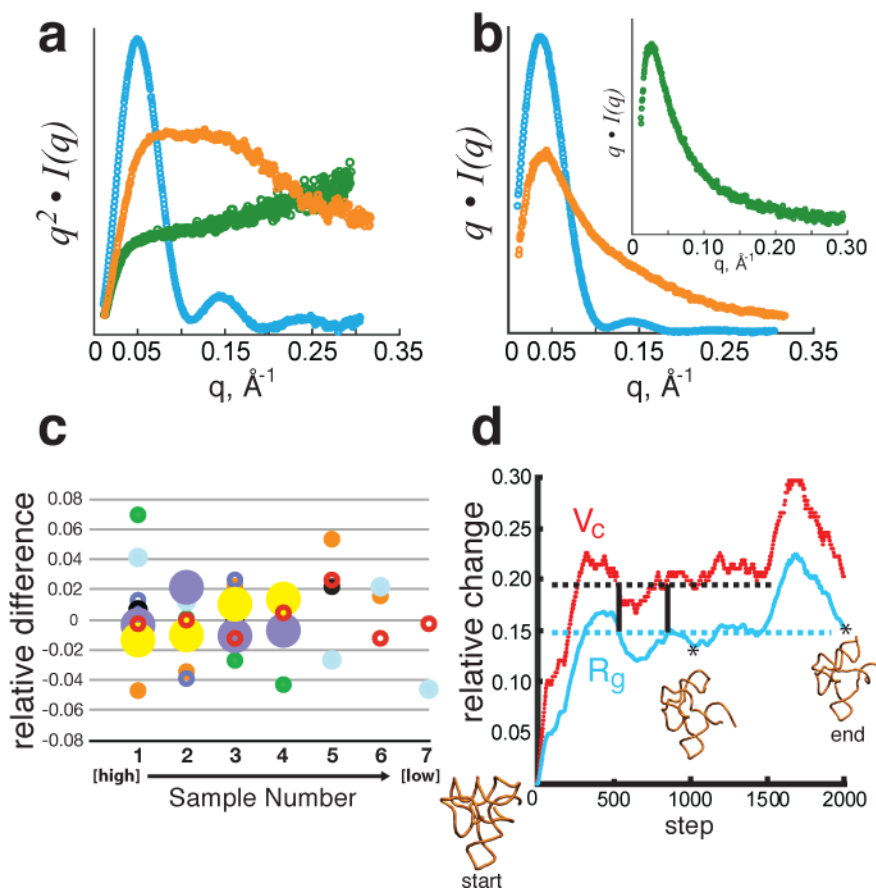 a
q² • I(q)
0 0.05 0.15 0.25 0.35
q, Å⁻¹
b
q • I(q)
0 0.05 0.15 0.25 0.35
q, Å⁻¹
q • I(q)
0 0.10 0.20 0.30
q, Å⁻¹
c
relative difference
0.08
0.06
0.04
0.02
0
-0.02
-0.04
-0.06
-0.08
1 2 3 4 5 6 7
[high] [low]
Sample Number
d
relative change
0.30
0.25
0.20
0.15
0.10
0.05
Vc
Rg
*
*
0 500 1000 1500 2000
step
start
end